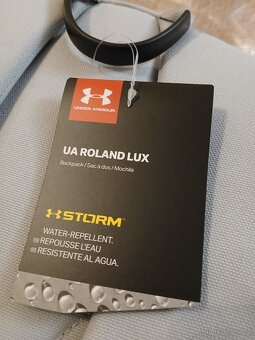 UNDER ARMOUR
UA ROLAND LUX
Backpack / Sac à dos / Mochila
STORM
WATER-REPELLENT.
REPOUSSE L'EAU
RESISTENTE AL AGUA.